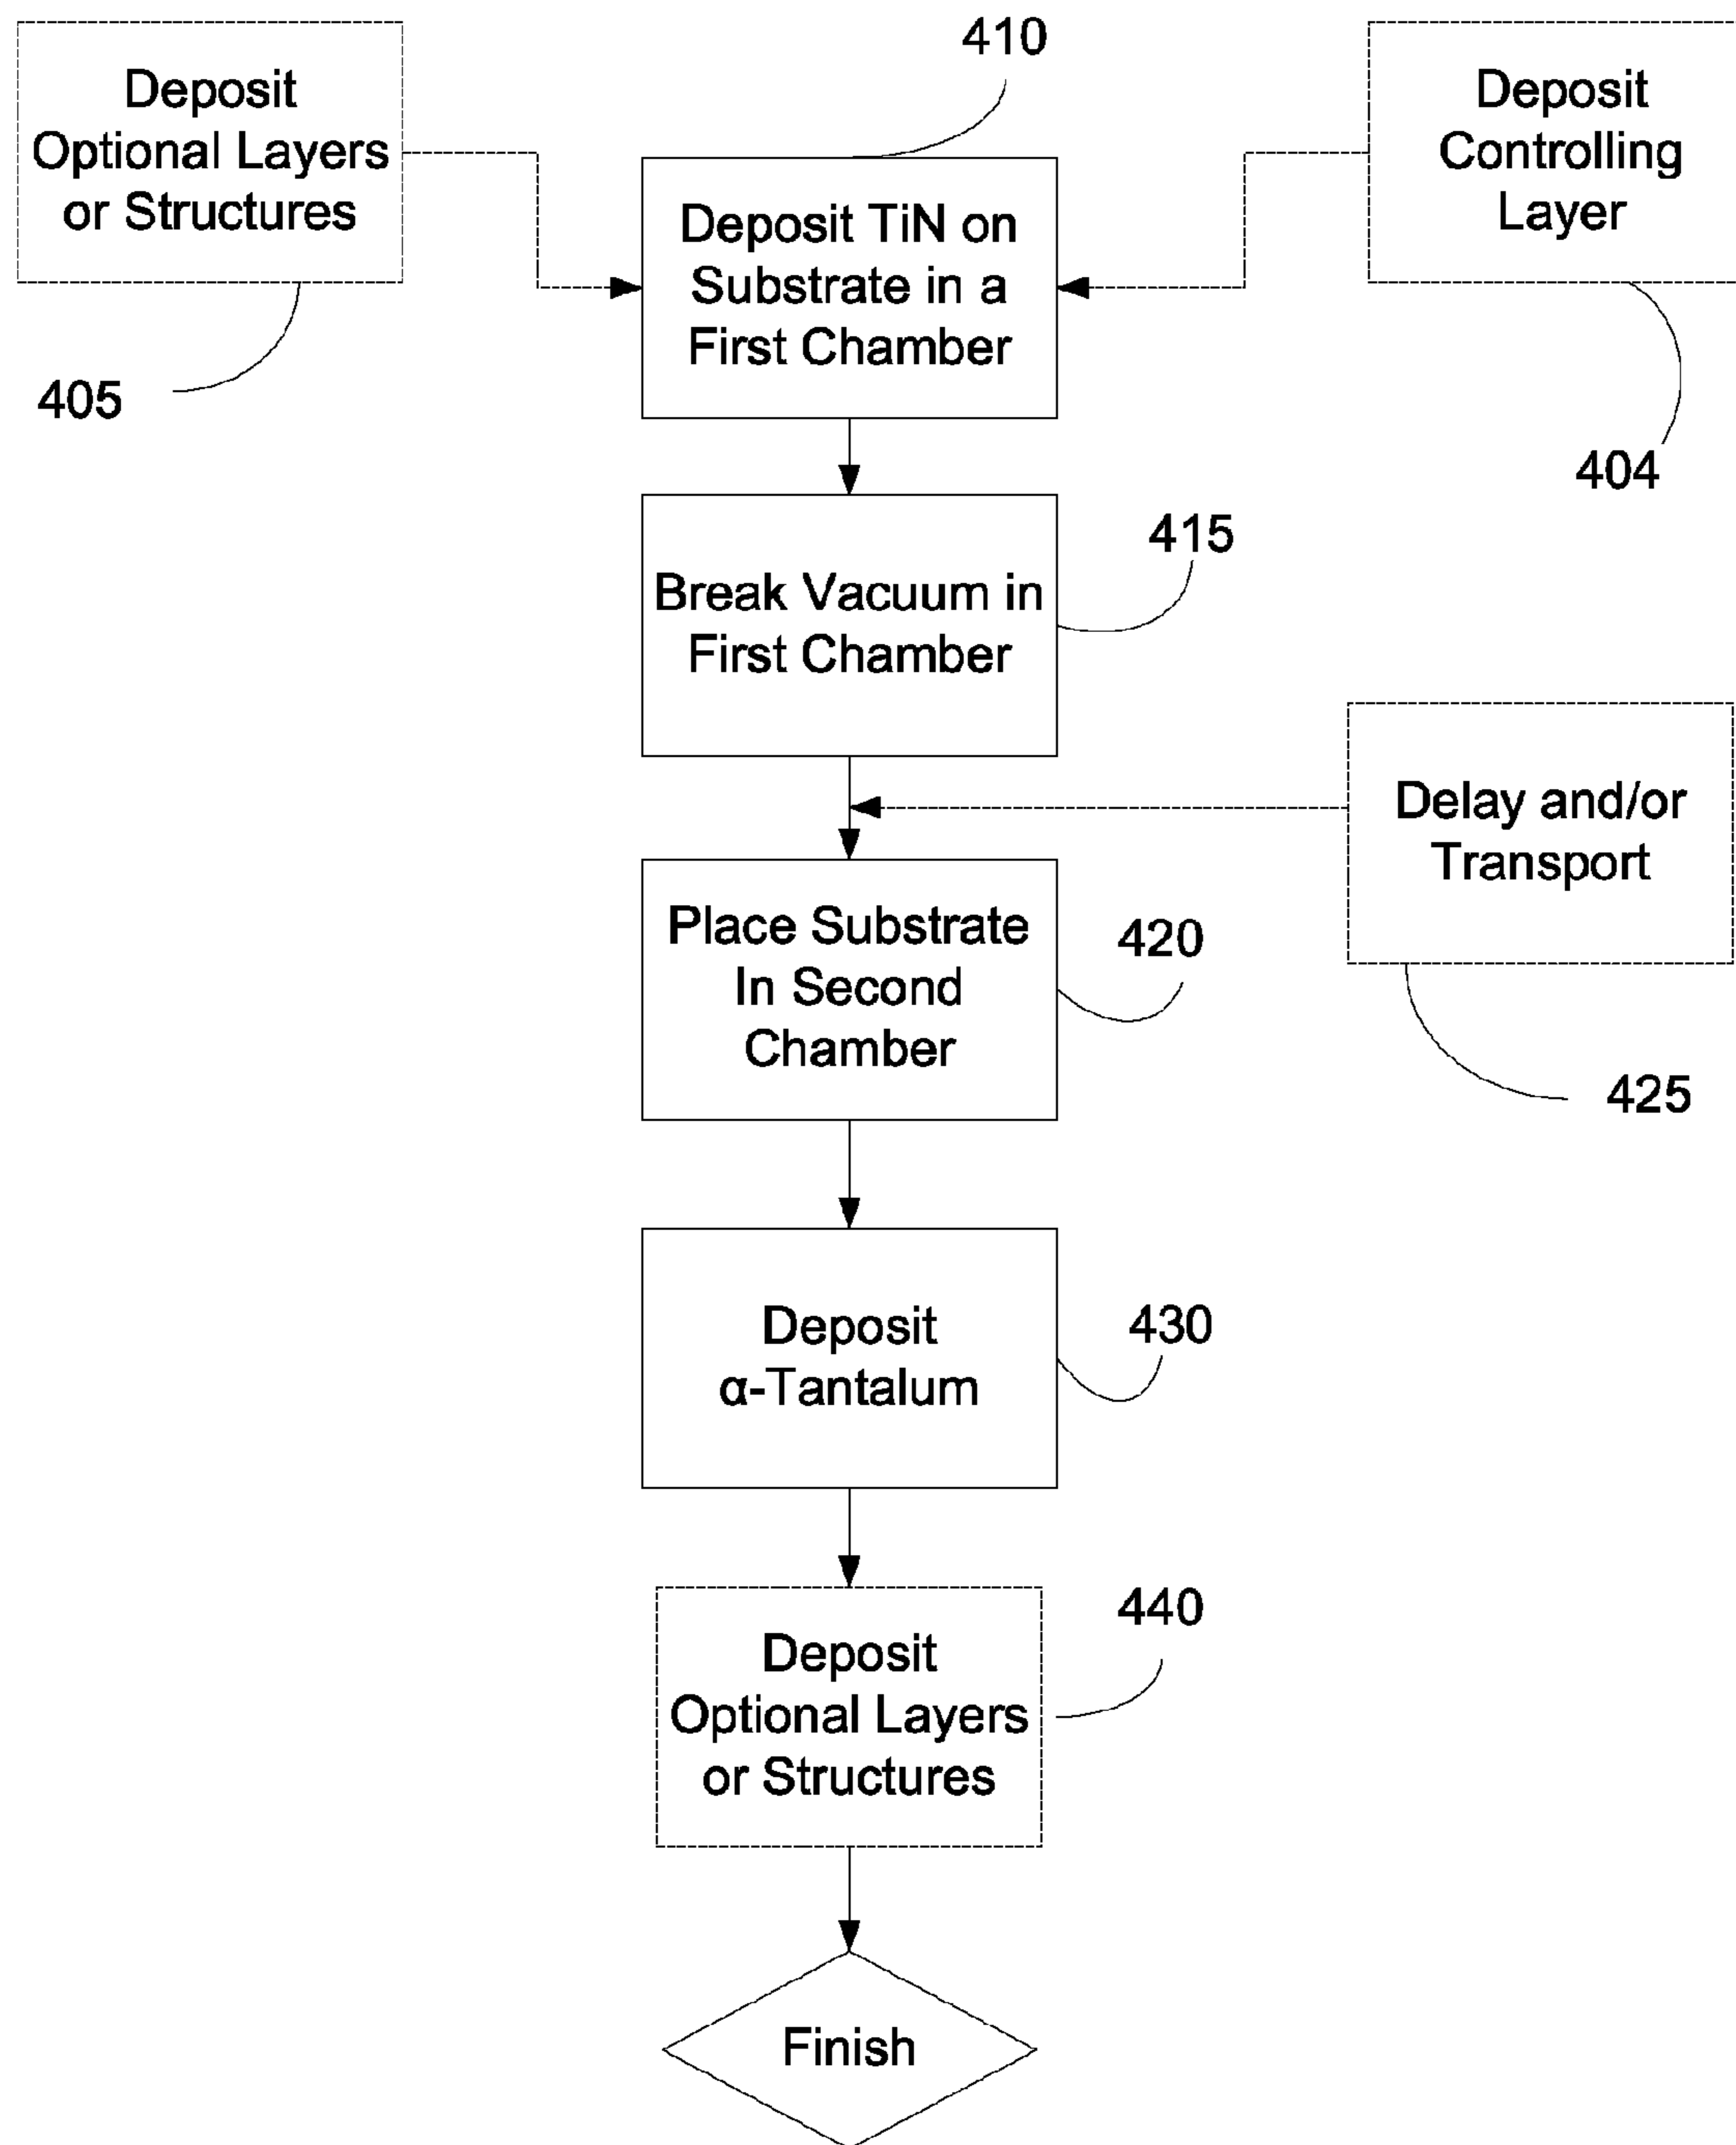 410
Deposit
Optional Layers
or Structures
405
Deposit
Controlling
Layer
404
Deposit TiN on
Substrate in a
First Chamber
Break Vacuum in
First Chamber
415
Delay and/or
Transport
425
Place Substrate
In Second
Chamber
420
Deposit
α-Tantalum
430
Deposit
Optional Layers
or Structures
440
Finish